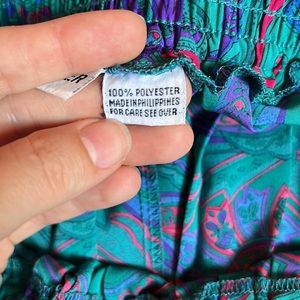 100% POLYESTER
MADE IN PHILIPPINES
FOR CARE SEE OVER.